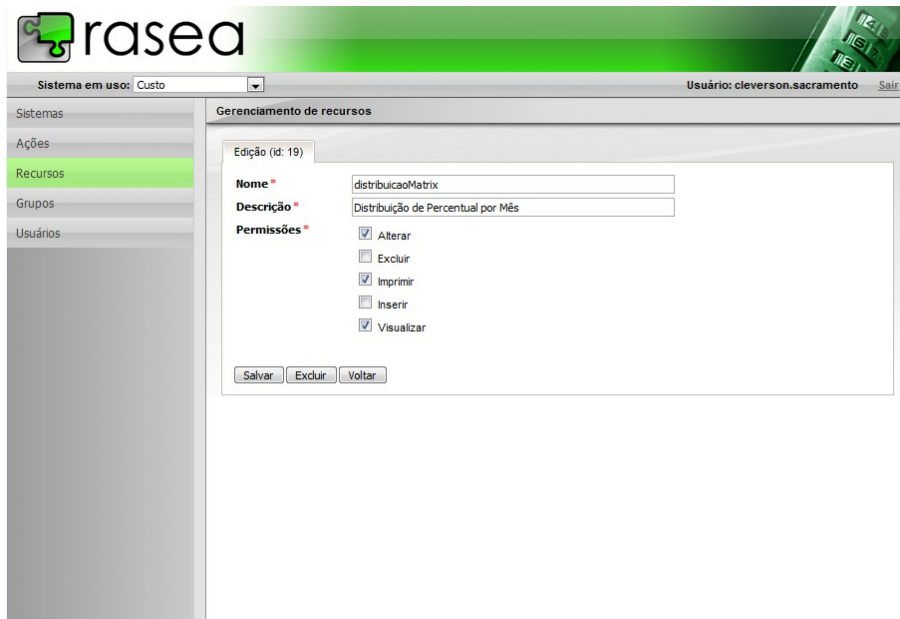 rasea
Sistema em uso: Custo
Usuário: cleverson.sacramento Sair
Sistemas
Ações
Recursos
Grupos
Usuários
Gerenciamento de recursos
Edição (id: 19)
Nome * distribuicaoMatrix
Descrição * Distribuição de Percentual por Mês
Permissões *
Alterar
Excluir
Imprimir
Inserir
Visualizar
Salvar Excluir Voltar